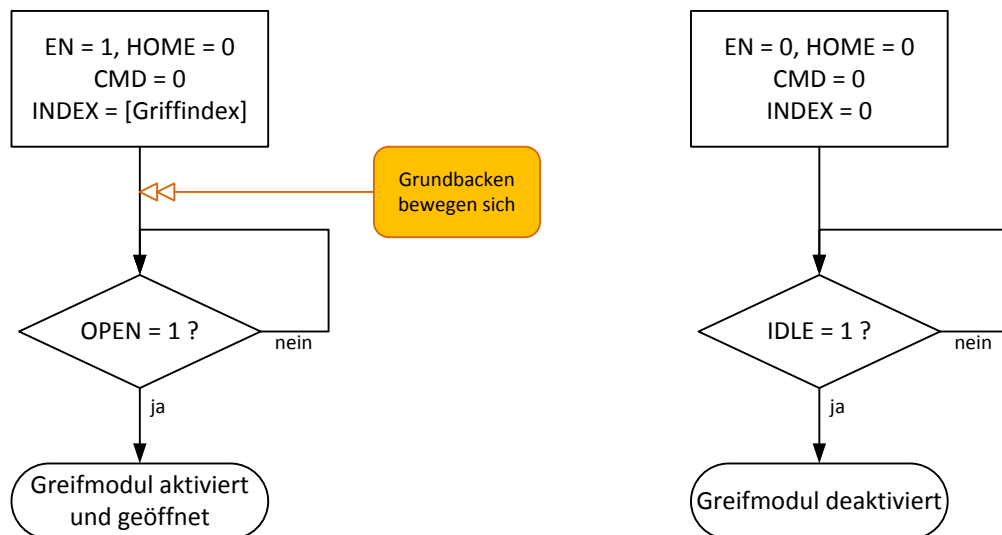 EN = 1, HOME = 0
CMD = 0
INDEX = [Griffindex]
Grundbacken
bewegen sich
OPEN = 1 ?
nein
ja
Greifmodul aktiviert
und geöffnet
EN = 0, HOME = 0
CMD = 0
INDEX = 0
IDLE = 1 ?
nein
ja
Greifmodul deaktiviert